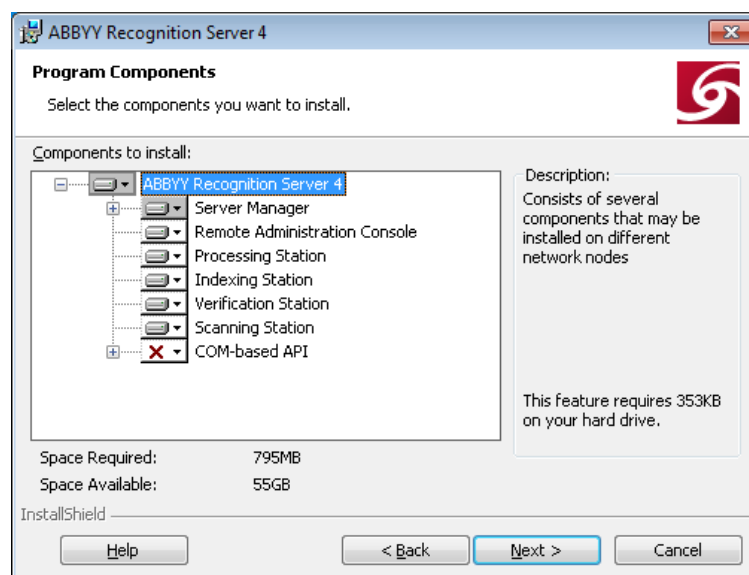 ABBYY Recognition Server 4
Program Components
Select the components you want to install.
Components to install:
ABBYY Recognition Server 4
Server Manager
Remote Administration Console
Processing Station
Indexing Station
Verification Station
Scanning Station
COM-based API
Description:
Consists of several
components that may be
installed on different
network nodes
This feature requires 353KB
on your hard drive.
Space Required: 795MB
Space Available: 55GB
InstallShield
Help
< Back
Next >
Cancel